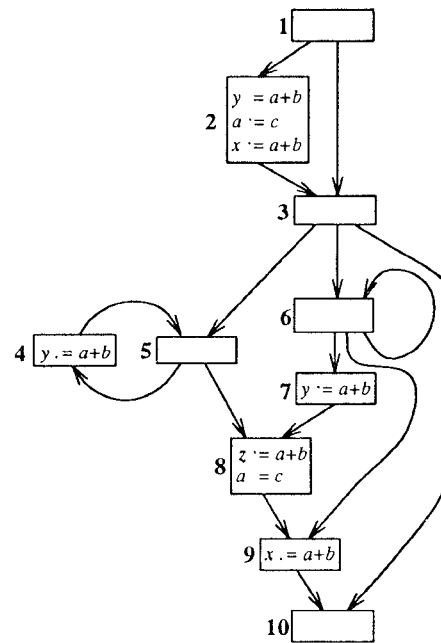 1
2
y = a+b
a := c
x := a+b
3
4
y := a+b
5
6
7
y := a+b
8
z := a+b
a = c
9
x := a+b
10